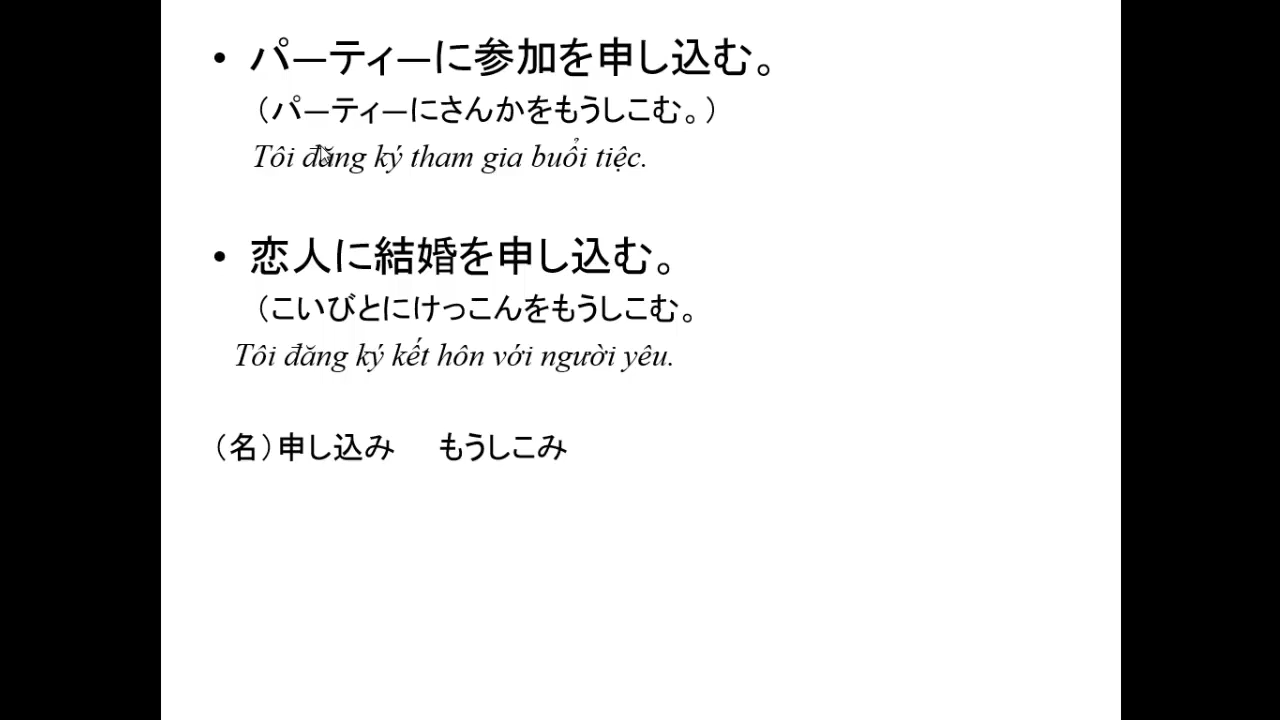 • パーティーに参加を申し込む。
（パーティーにさんかをもうしこむ。）
Tôi đăng ký tham gia buổi tiệc.
• 恋人に結婚を申し込む。
（こいびとにけっこんをもうしこむ。
Tôi đăng ký kết hôn với người yêu.
（名）申し込み　もうしこみ